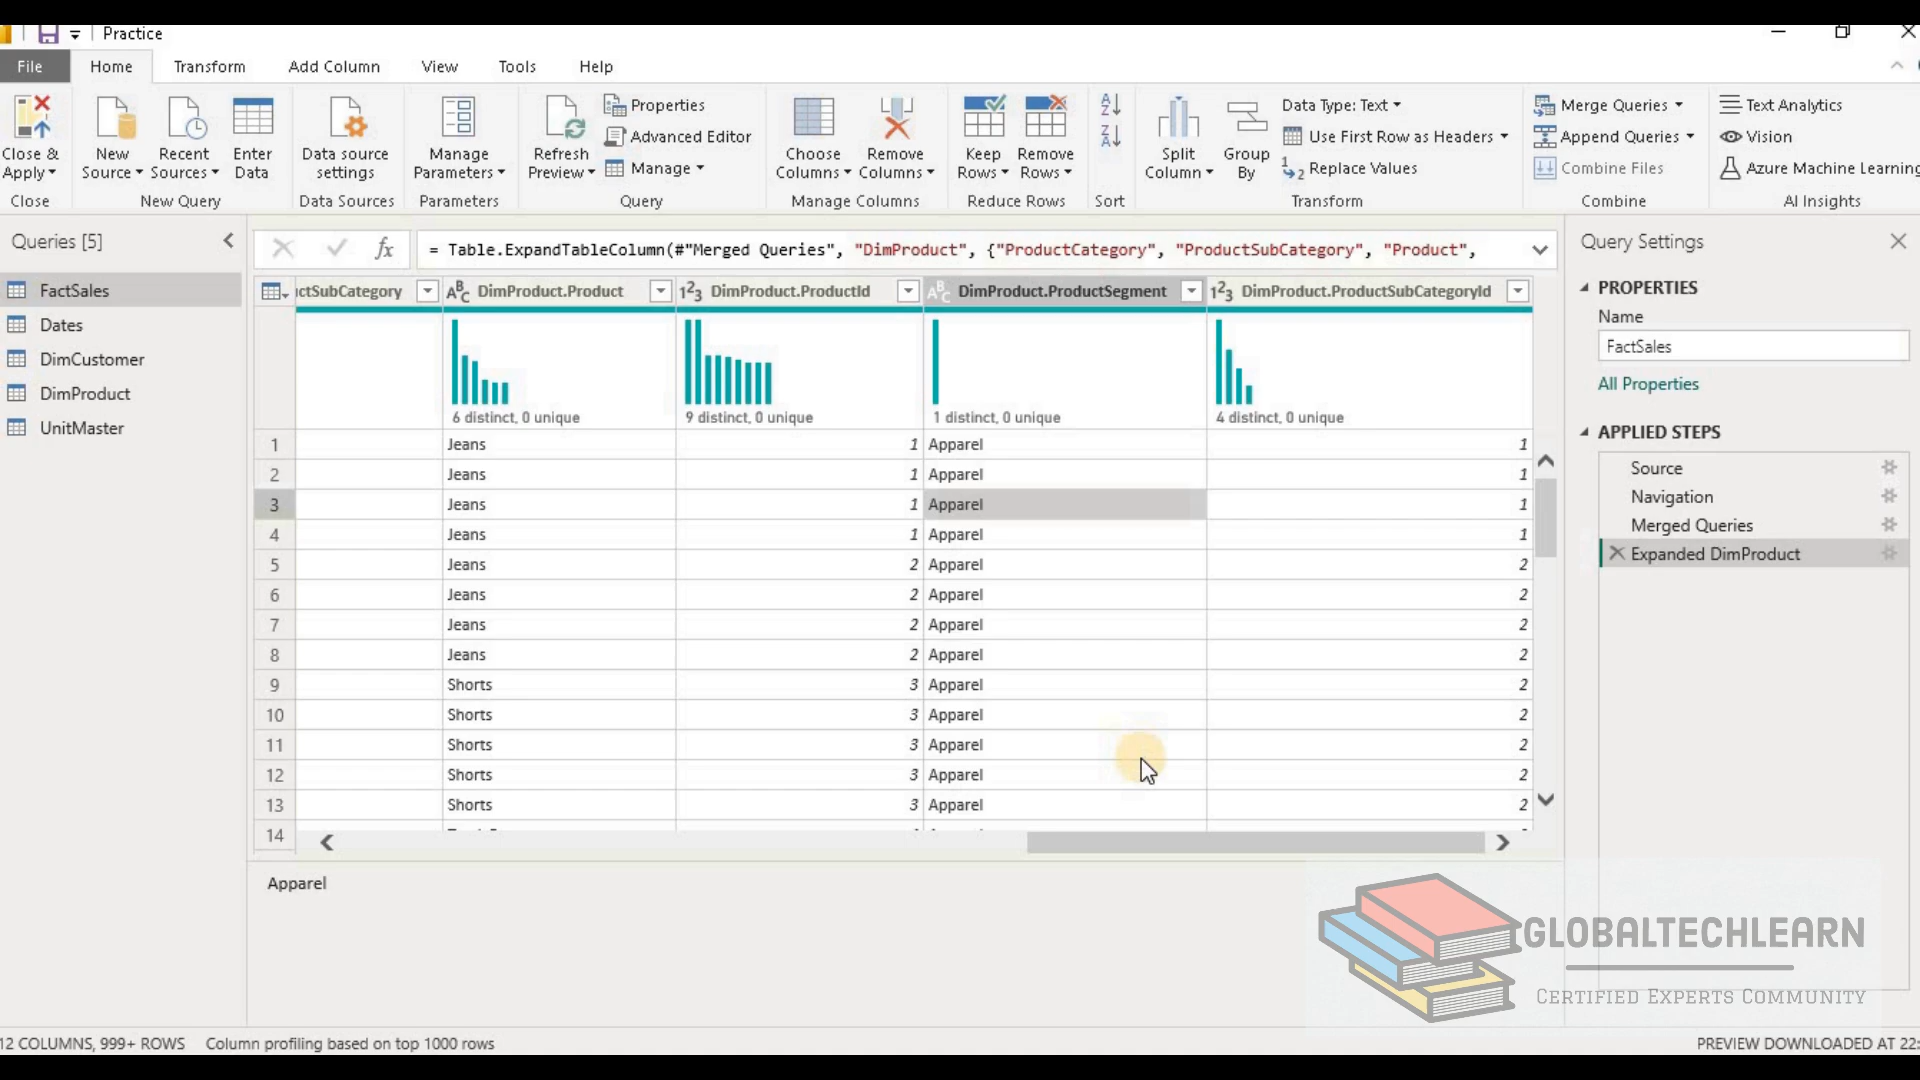 Practice
File Home Transform Add Column View Tools Help
Close & Apply
New Source
Recent Sources
Enter Data
Data source settings
Manage Parameters
Refresh Preview
Properties
Advanced Editor
Manage
Choose Columns
Remove Columns
Keep Rows
Remove Rows
Split Column
Group By
Data Type: Text
Use First Row as Headers
Replace Values
Merge Queries
Append Queries
Combine Files
Text Analytics
Vision
Azure Machine Learning
Close New Query Data Sources Parameters Query Manage Columns Reduce Rows Sort Transform Combine AI Insights
Queries [5]
FactSales
Dates
DimCustomer
DimProduct
UnitMaster
= Table.ExpandTableColumn(#"Merged Queries", "DimProduct", {"ProductCategory", "ProductSubCategory", "Product",
ctSubCategory DimProduct.Product DimProduct.ProductId DimProduct.ProductSegment DimProduct.ProductSubCategoryId
6 distinct, 0 unique 9 distinct, 0 unique 1 distinct, 0 unique 4 distinct, 0 unique
1 Jeans 1 Apparel 1
2 Jeans 1 Apparel 1
3 Jeans 1 Apparel 1
4 Jeans 1 Apparel 1
5 Jeans 2 Apparel 2
6 Jeans 2 Apparel 2
7 Jeans 2 Apparel 2
8 Jeans 2 Apparel 2
9 Shorts 3 Apparel 2
10 Shorts 3 Apparel 2
11 Shorts 3 Apparel 2
12 Shorts 3 Apparel 2
13 Shorts 3 Apparel 2
14
Apparel
Query Settings
PROPERTIES
Name
FactSales
All Properties
APPLIED STEPS
Source
Navigation
Merged Queries
Expanded DimProduct
GLOBALTECHLEARN
CERTIFIED EXPERTS COMMUNITY
12 COLUMNS, 999+ ROWS Column profiling based on top 1000 rows
PREVIEW DOWNLOADED AT 22: